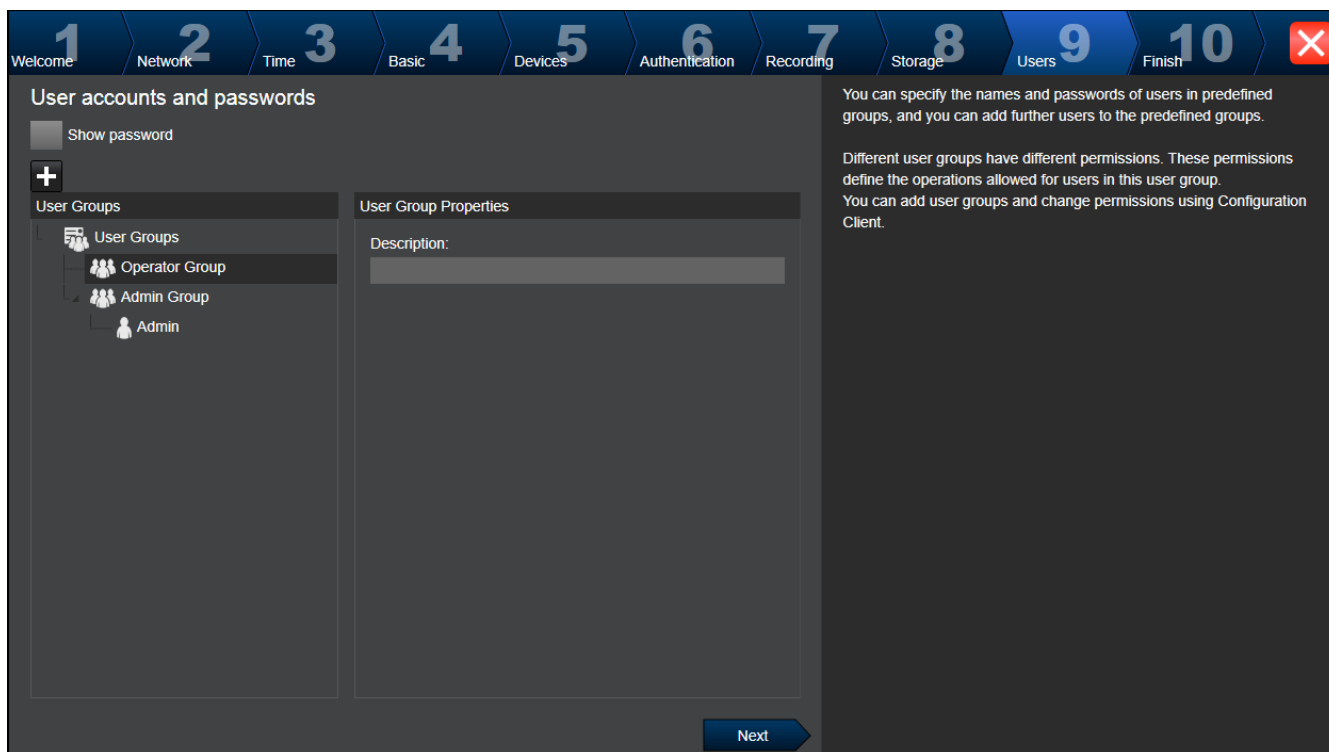 1 Welcome
2 Network
3 Time
4 Basic
5 Devices
6 Authentication
7 Recording
8 Storage
9 Users
10 Finish
User accounts and passwords
Show password
User Groups
User Groups
Operator Group
Admin Group
Admin
User Group Properties
Description:
Next
You can specify the names and passwords of users in predefined
groups, and you can add further users to the predefined groups.
Different user groups have different permissions. These permissions
define the operations allowed for users in this user group.
You can add user groups and change permissions using Configuration
Client.